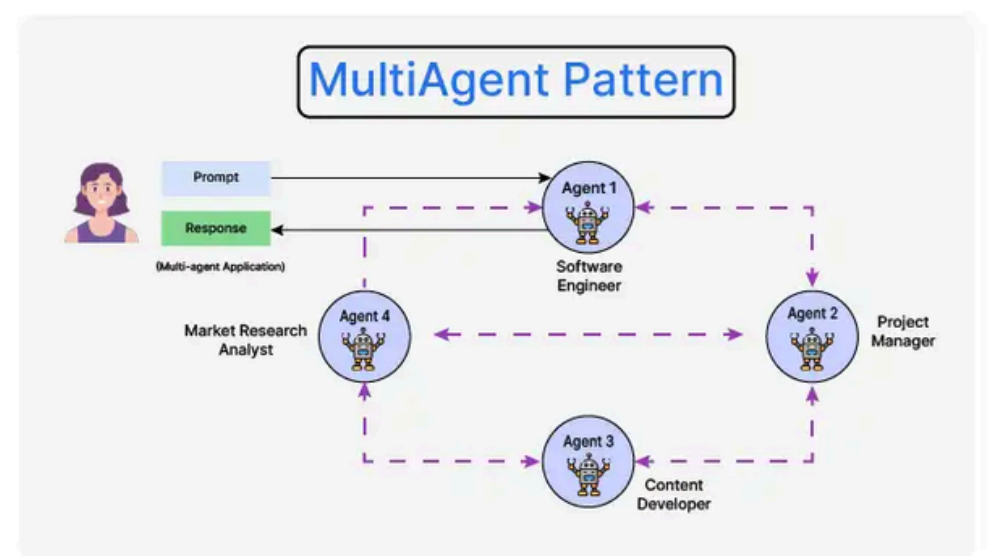 MultiAgent Pattern
Prompt
Response
(Multi-agent Application)
Agent 1
Software
Engineer
Agent 4
Market Research
Analyst
Agent 2
Project
Manager
Agent 3
Content
Developer